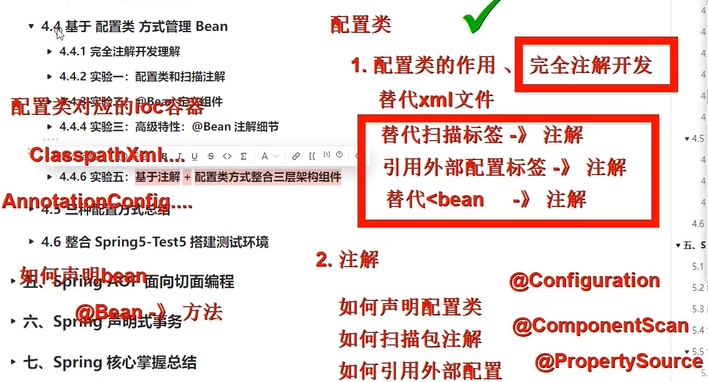 4.4 基于 配置类 方式管理 Bean
4.4.1 完全注解开发理解
4.4.2 实验一：配置类和扫描注解
配置类对应的ioc容器
4.4.4 实验三：高级特性：@Bean 注解细节
ClasspathXml....
4.4.6 实验五：基于注解 + 配置类方式整合三层架构组件
AnnotationConfig....
4.5 三种配置方式总结
4.6 整合 Spring5-Test5 搭建测试环境
如何声明bean
五、Spring AOP 面向切面编程
@Bean -》 方法
六、Spring 声明式事务
七、Spring 核心掌握总结
配置类
1. 配置类的作用 、 完全注解开发
替代xml文件
替代扫描标签 -》 注解
引用外部配置标签 -》 注解
替代<bean -》 注解
2. 注解
@Configuration
如何声明配置类
@ComponentScan
如何扫描包注解
@PropertySource
如何引用外部配置
4.5
4.6
五、S
5.1
5.5